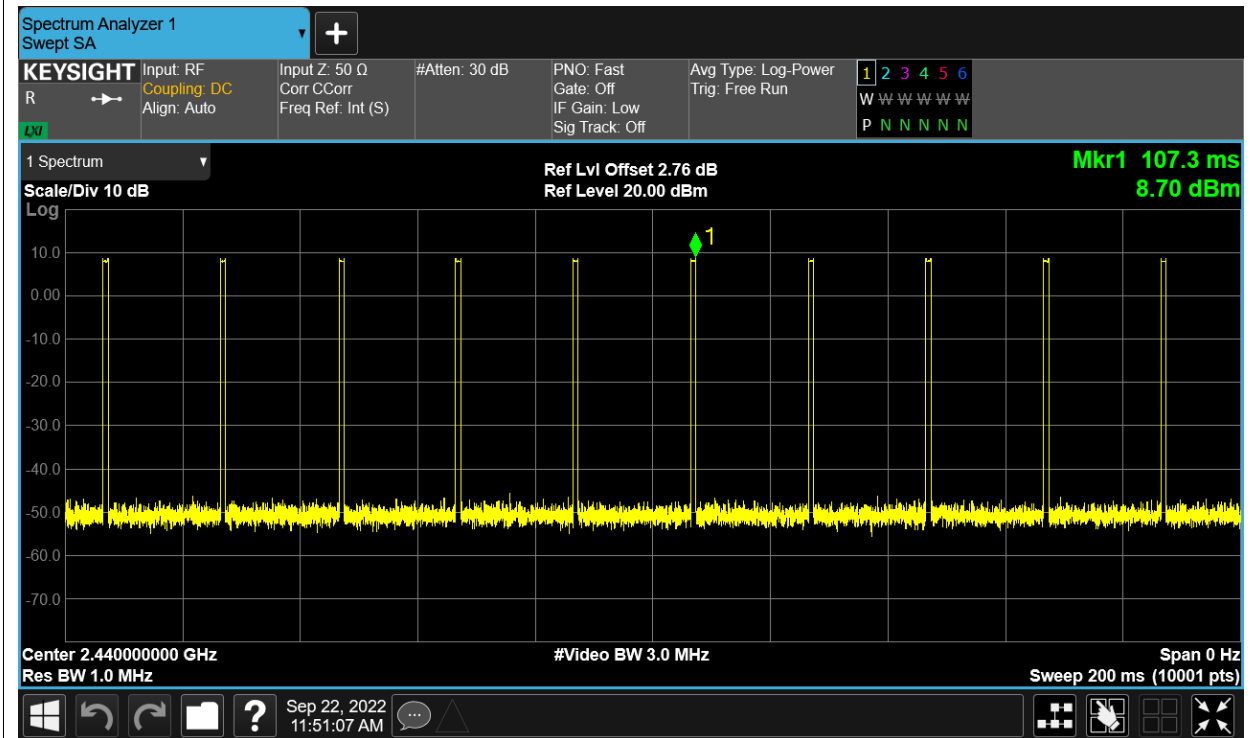 Spectrum Analyzer 1
Swept SA
+
KEYSIGHT Input: RF Input Z: 50 Ω #Atten: 30 dB PNO: Fast Avg Type: Log-Power 1 2 3 4 5 6
R Coupling: DC Corr CCorr Gate: Off Trig: Free Run W W W W W W
Align: Auto Freq Ref: Int (S) IF Gain: Low
LXI Sig Track: Off P N N N N N
1 Spectrum Ref Lvl Offset 2.76 dB Mkr1 107.3 ms
Scale/Div 10 dB Ref Level 20.00 dBm 8.70 dBm
Log
1
10.0
0.00
-10.0
-20.0
-30.0
-40.0
-50.0
-60.0
-70.0
Center 2.440000000 GHz #Video BW 3.0 MHz Span 0 Hz
Res BW 1.0 MHz Sweep 200 ms (10001 pts)
? Sep 22, 2022
11:51:07 AM